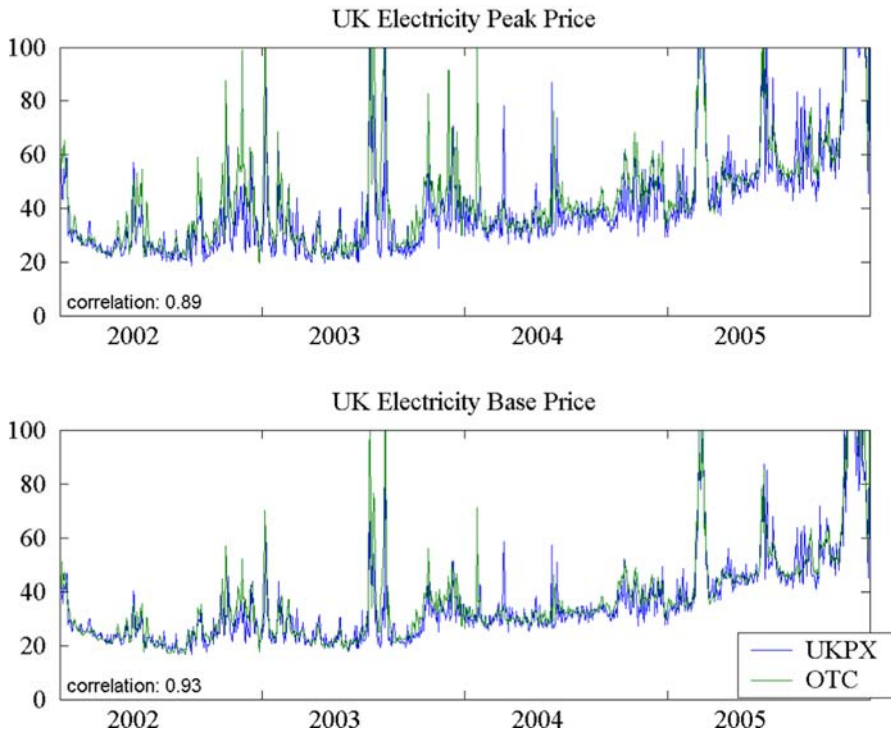 UK Electricity Peak Price
100
80
60
40
20
0
correlation: 0.89
2002 2003 2004 2005
UK Electricity Base Price
100
80
60
40
20
0
correlation: 0.93
UKPX
OTC
2002 2003 2004 2005